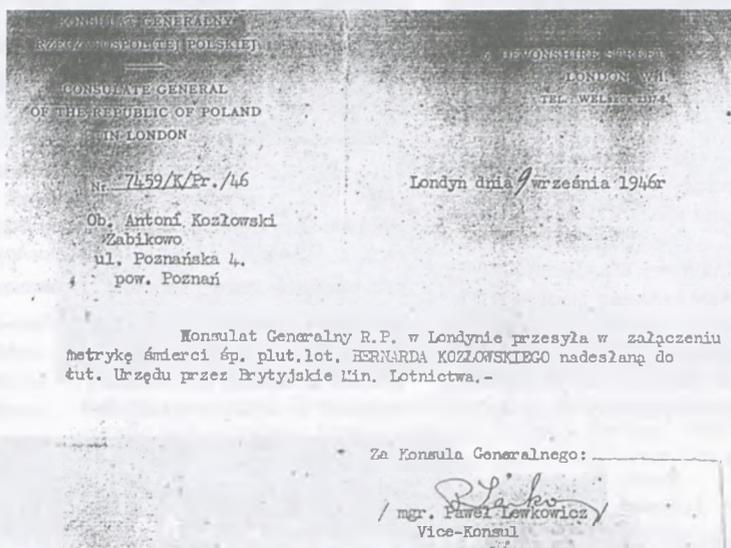 KONSULAT GENERALNY
RZECZYPOSPOLITEJ POLSKIEJ
CONSULATE GENERAL
OF THE REPUBLIC OF POLAND
IN LONDON
DEVONSHIRE STREET
LONDON, W.1.
TEL.: WELBECK
Nr. 7459/K/Pr./46
Londyn dnia 9 września 1946r
Ob. Antoni Kozłowski
Zabikowo
ul. Poznańska 4.
pow. Poznań
Konsulat Generalny R.P. w Londynie przesyła w załączeniu
metrykę śmierci śp. plut.lot. BERNARDA KOZŁOWSKIEGO nadesłaną do
tut. Urzędu przez Brytyjskie Min. Lotnictwa.-
Za Konsula Generalnego:
/ mgr. Paweł Lewkowicz /
Vice-Konsul